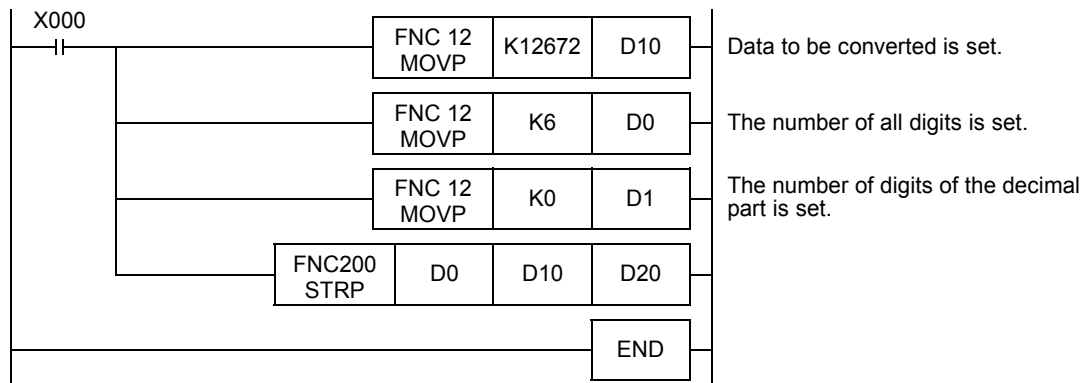 X000
FNC 12 MOVP K12672 D10 Data to be converted is set.
FNC 12 MOVP K6 D0 The number of all digits is set.
FNC 12 MOVP K0 D1 The number of digits of the decimal
part is set.
FNC200 STRP D0 D10 D20
END